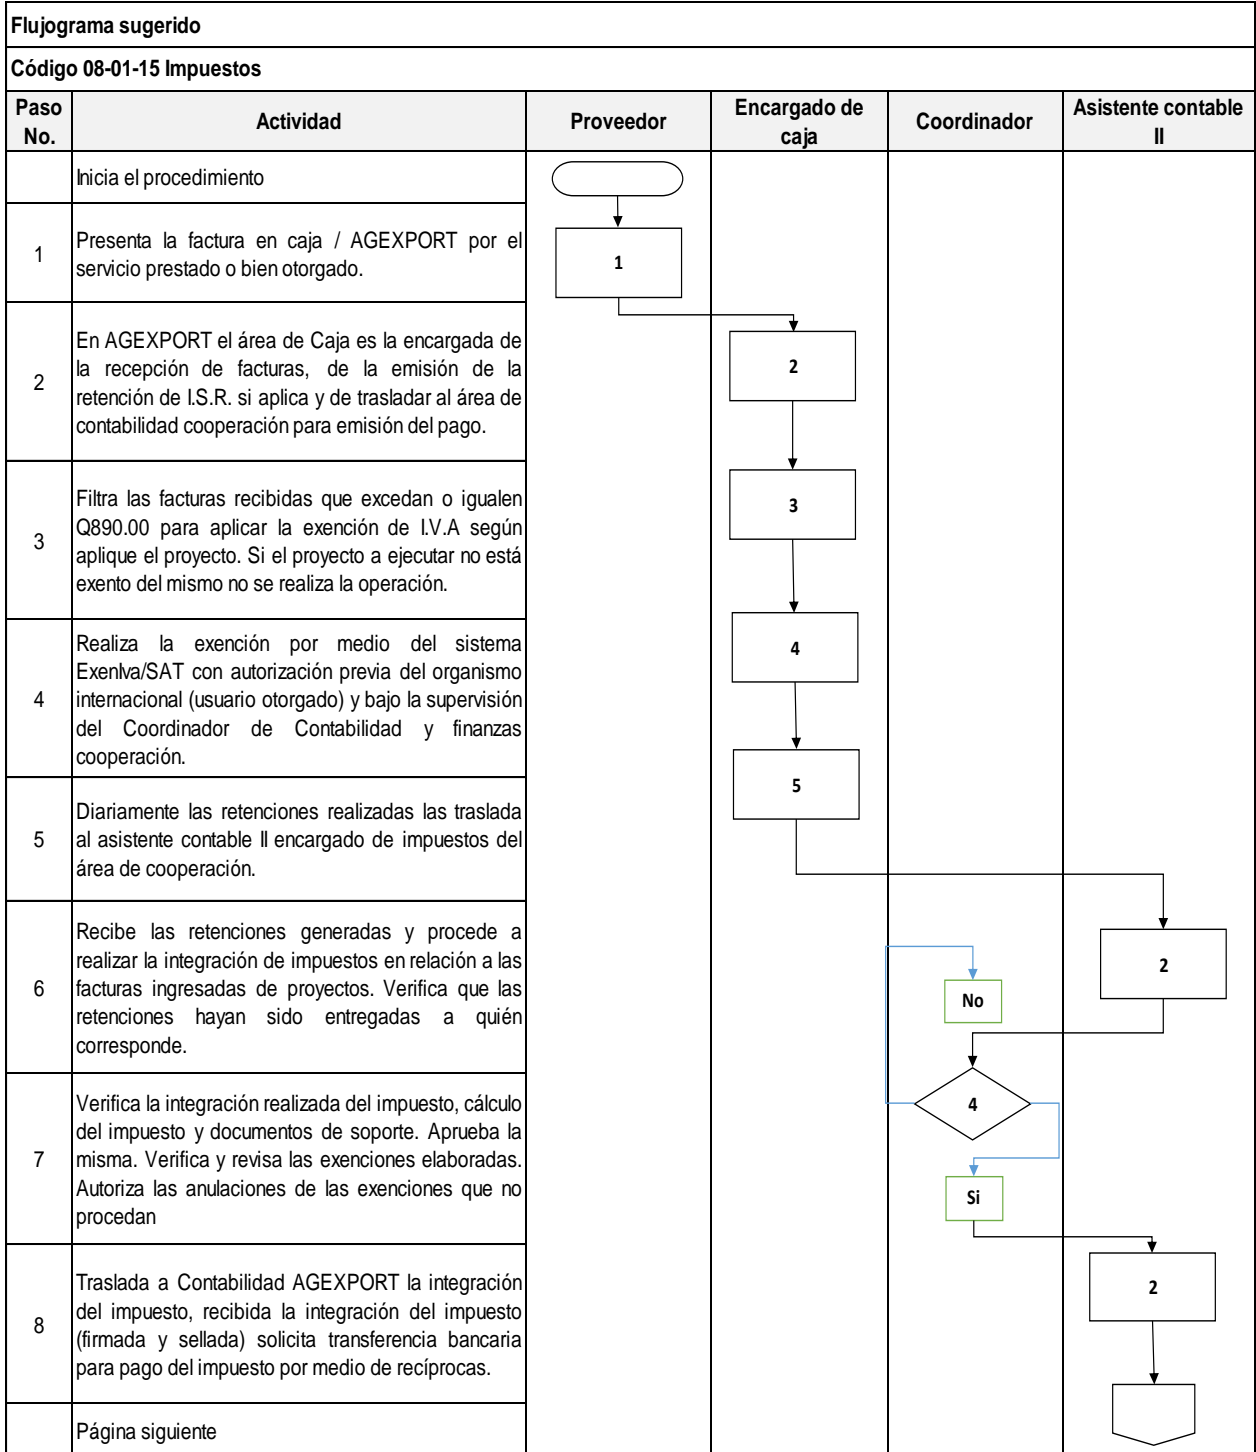 Flujograma sugerido
Código 08-01-15 Impuestos
Paso No.
Actividad
Proveedor
Encargado de caja
Coordinador
Asistente contable II
Inicia el procedimiento
1
Presenta la factura en caja / AGEXPORT por el
servicio prestado o bien otorgado.
1
2
En AGEXPORT el área de Caja es la encargada de
la recepción de facturas, de la emisión de la
retención de I.S.R. si aplica y de trasladar al área de
contabilidad cooperación para emisión del pago.
2
3
Filtra las facturas recibidas que excedan o igualen
Q890.00 para aplicar la exención de I.V.A según
aplique el proyecto. Si el proyecto a ejecutar no está
exento del mismo no se realiza la operación.
3
4
Realiza la exención por medio del sistema
ExenIva/SAT con autorización previa del organismo
internacional (usuario otorgado) y bajo la supervisión
del Coordinador de Contabilidad y finanzas
cooperación.
4
5
Diariamente las retenciones realizadas las traslada
al asistente contable II encargado de impuestos del
área de cooperación.
5
6
Recibe las retenciones generadas y procede a
realizar la integración de impuestos en relación a las
facturas ingresadas de proyectos. Verifica que las
retenciones hayan sido entregadas a quién
corresponde.
2
No
7
Verifica la integración realizada del impuesto, cálculo
del impuesto y documentos de soporte. Aprueba la
misma. Verifica y revisa las exenciones elaboradas.
Autoriza las anulaciones de las exenciones que no
procedan
4
Si
8
Traslada a Contabilidad AGEXPORT la integración
del impuesto, recibida la integración del impuesto
(firmada y sellada) solicita transferencia bancaria
para pago del impuesto por medio de recíprocas.
2
Página siguiente